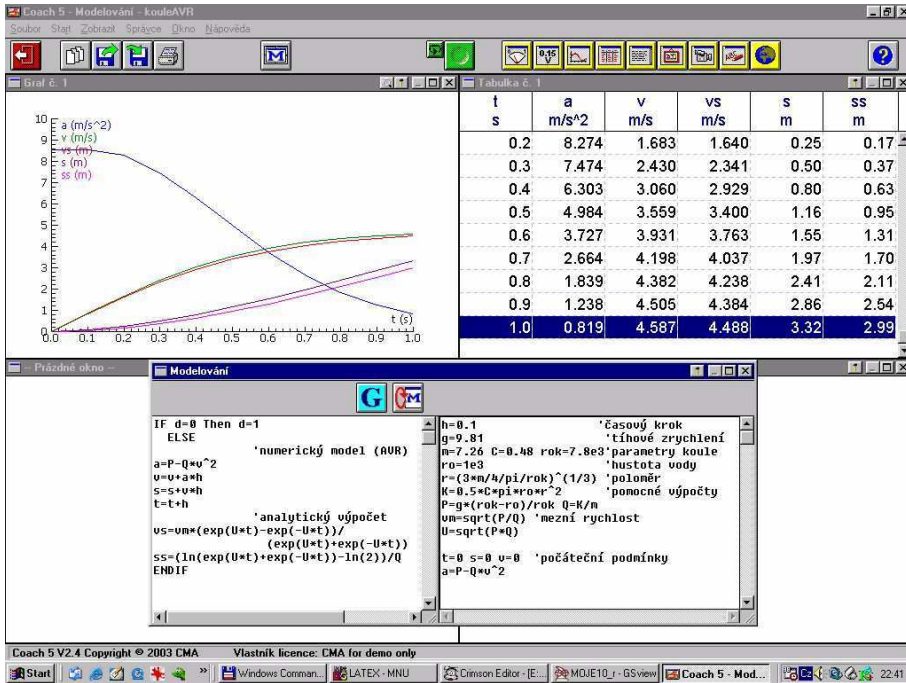 Coach 5 - Modelování - kouleAVR
Soubor Start Zobrazil Správce Okno Nápověda
Graf č. 1
10
9
8
7
6
5
4
3
2
1
0
a (m/s^2)
v (m/s)
vs (m)
s (m)
ss (m)
t (s)
0.0 0.1 0.2 0.3 0.4 0.5 0.6 0.7 0.8 0.9 1.0
Tabulka č. 1
t a v vs s ss
s m/s^2 m/s m/s m m
0.2 8.274 1.683 1.640 0.25 0.17
0.3 7.474 2.430 2.341 0.50 0.37
0.4 6.303 3.060 2.929 0.80 0.63
0.5 4.984 3.559 3.400 1.16 0.95
0.6 3.727 3.931 3.763 1.55 1.31
0.7 2.664 4.198 4.037 1.97 1.70
0.8 1.839 4.382 4.238 2.41 2.11
0.9 1.238 4.505 4.384 2.86 2.54
1.0 0.819 4.587 4.488 3.32 2.99
-- Prázdné okno --
Modelování
IF d=0 Then d=1
ELSE
'numerický model (AVR)
a=P-Q*v^2
v=v+a*h
s=s+v*h
t=t+h
'analytický výpočet
vs=vm*(exp(U*t)-exp(-U*t))/
(exp(U*t)+exp(-U*t))
ss=(ln(exp(U*t)+exp(-U*t))-ln(2))/Q
ENDIF
h=0.1 'časový krok
g=9.81 'tíhové zrychlení
m=7.26 C=0.48 rok=7.8e3'parametry koule
ro=1e3 'hustota vody
r=(3*m/4/pi/rok)^(1/3) 'poloměr
K=0.5*C*pi*ro*r^2 'pomocné výpočty
P=g*(rok-ro)/rok Q=K/m
vm=sqrt(P/Q) 'mezní rychlost
U=sqrt(P*Q)
t=0 s=0 v=0 'počáteční podmínky
a=P-Q*v^2
Coach 5 V2.4 Copyright © 2003 CMA Vlastník licence: CMA for demo only
Start Windows Comman... LATEX - MNU Crimson Editor - [E:... MOJE10_r - GSview Coach 5 - Mod... Cz 22:41